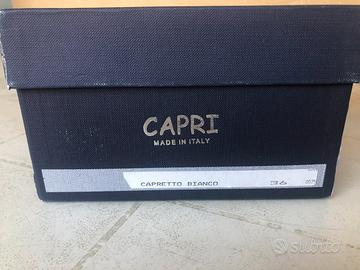 CAPRI
MADE IN ITALY
CAPRETTO BIANCO 36
subito